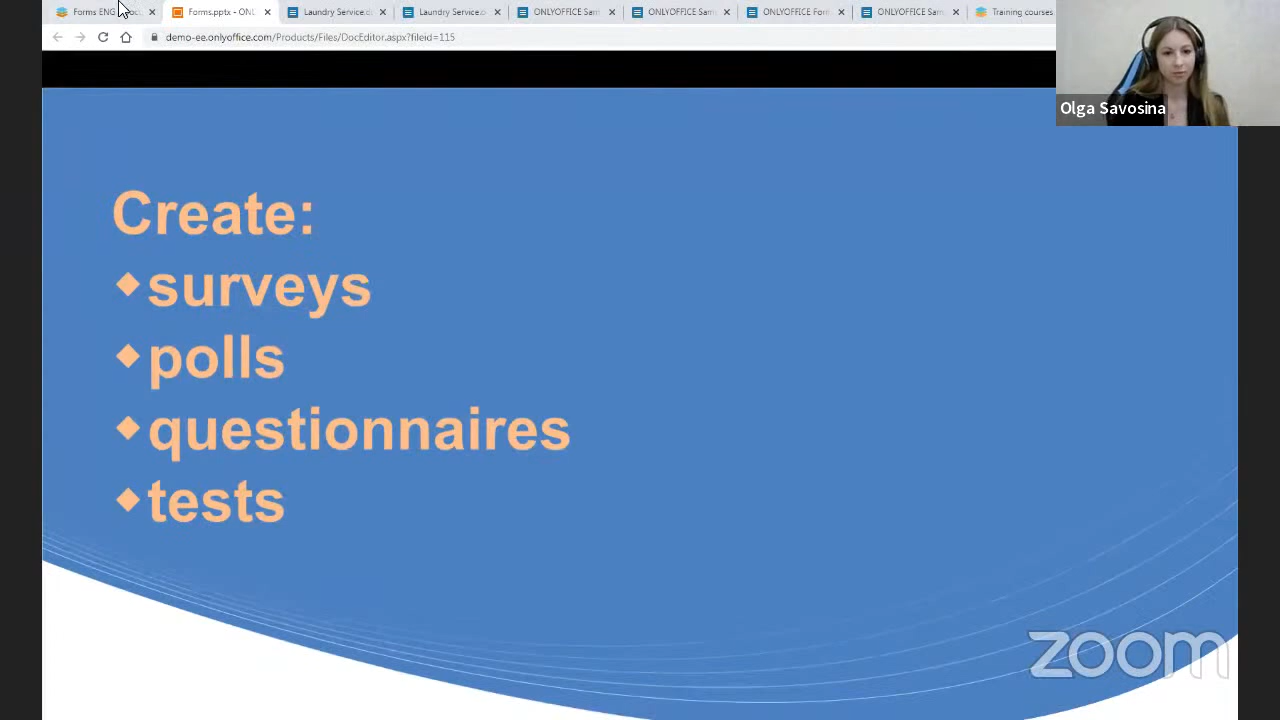 Forms ENG
Forms.pptx - ONL
Laundry Service.d
Laundry Service.o
ONLYOFFICE Sam
ONLYOFFICE Sam
ONLYOFFICE For
ONLYOFFICE Sam
Training courses
demo-ee.onlyoffice.com/Products/Files/DocEditor.aspx?fileid=115
Olga Savosina
Create:
surveys
polls
questionnaires
tests
zoom